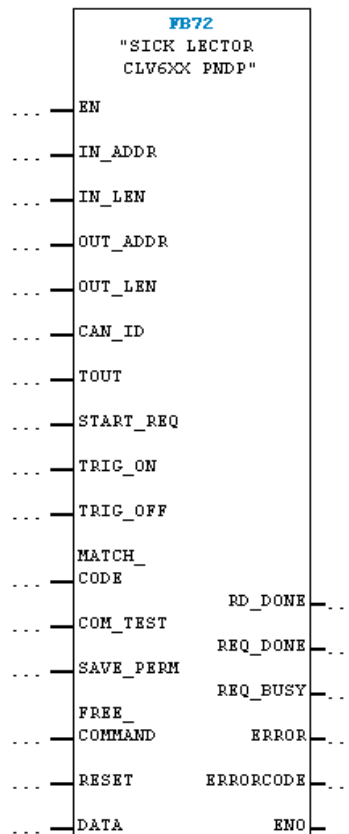 FB72
"SICK LECTOR
CLV6XX PNDP"
... EN
... IN_ADDR
... IN_LEN
... OUT_ADDR
... OUT_LEN
... CAN_ID
... TOUT
... START_REQ
... TRIG_ON
... TRIG_OFF
MATCH_
... CODE
RD_DONE ..
... COM_TEST
REQ_DONE ..
... SAVE_PERM
REQ_BUSY ..
FREE_
... COMMAND ERROR ..
... RESET ERRORCODE ..
... DATA ENO